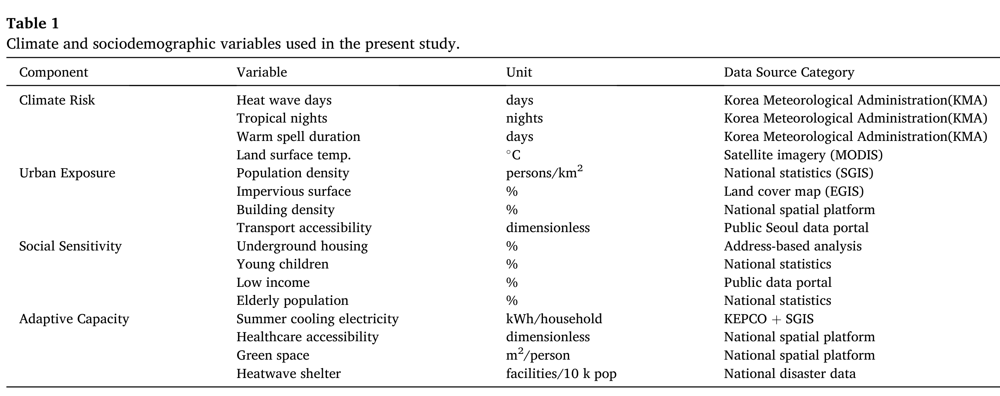 Table 1
Climate and sociodemographic variables used in the present study.
Component Variable Unit Data Source Category
Climate Risk Heat wave days days Korea Meteorological Administration(KMA)
Tropical nights nights Korea Meteorological Administration(KMA)
Warm spell duration days Korea Meteorological Administration(KMA)
Land surface temp. °C Satellite imagery (MODIS)
Urban Exposure Population density persons/km² National statistics (SGIS)
Impervious surface % Land cover map (EGIS)
Building density % National spatial platform
Transport accessibility dimensionless Public Seoul data portal
Social Sensitivity Underground housing % Address-based analysis
Young children % National statistics
Low income % Public data portal
Elderly population % National statistics
Adaptive Capacity Summer cooling electricity kWh/household KEPCO + SGIS
Healthcare accessibility dimensionless National spatial platform
Green space m²/person National spatial platform
Heatwave shelter facilities/10 k pop National disaster data